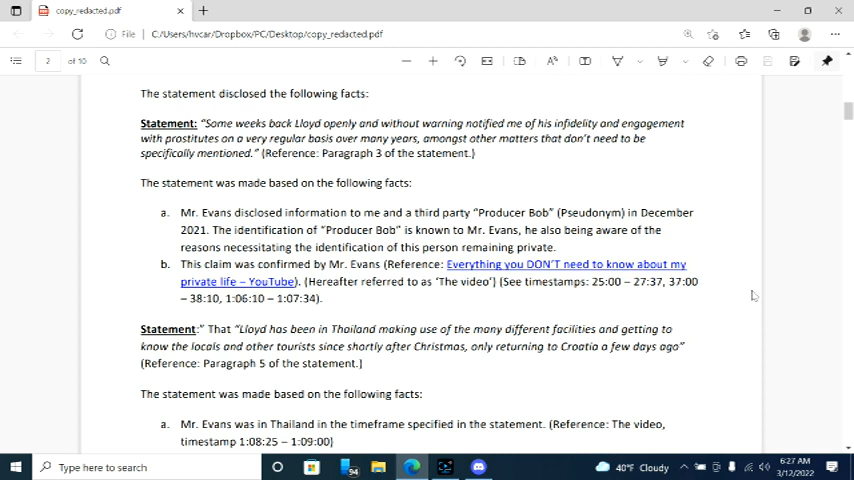 copy_redacted.pdf
File
C:/Users/hvcar/Dropbox/PC/Desktop/copy_redacted.pdf
2 of 10
The statement disclosed the following facts:
Statement: “Some weeks back Lloyd openly and without warning notified me of his infidelity and engagement
with prostitutes on a very regular basis over many years, amongst other matters that don’t need to be
specifically mentioned.” (Reference: Paragraph 3 of the statement.)
The statement was made based on the following facts:
a. Mr. Evans disclosed information to me and a third party “Producer Bob” (Pseudonym) in December
2021. The identification of “Producer Bob” is known to Mr. Evans, he also being aware of the
reasons necessitating the identification of this person remaining private.
b. This claim was confirmed by Mr. Evans (Reference: Everything you DON’T need to know about my
private life – YouTube). (Hereafter referred to as ‘The video’) (See timestamps: 25:00 – 27:37, 37:00
– 38:10, 1:06:10 – 1:07:34).
Statement:” That “Lloyd has been in Thailand making use of the many different facilities and getting to
know the locals and other tourists since shortly after Christmas, only returning to Croatia a few days ago”
(Reference: Paragraph 5 of the statement.]
The statement was made based on the following facts:
a. Mr. Evans was in Thailand in the timeframe specified in the statement. (Reference: The video,
timestamp 1:08:25 – 1:09:00)
Type here to search
94
40°F Cloudy
6:27 AM
3/12/2022